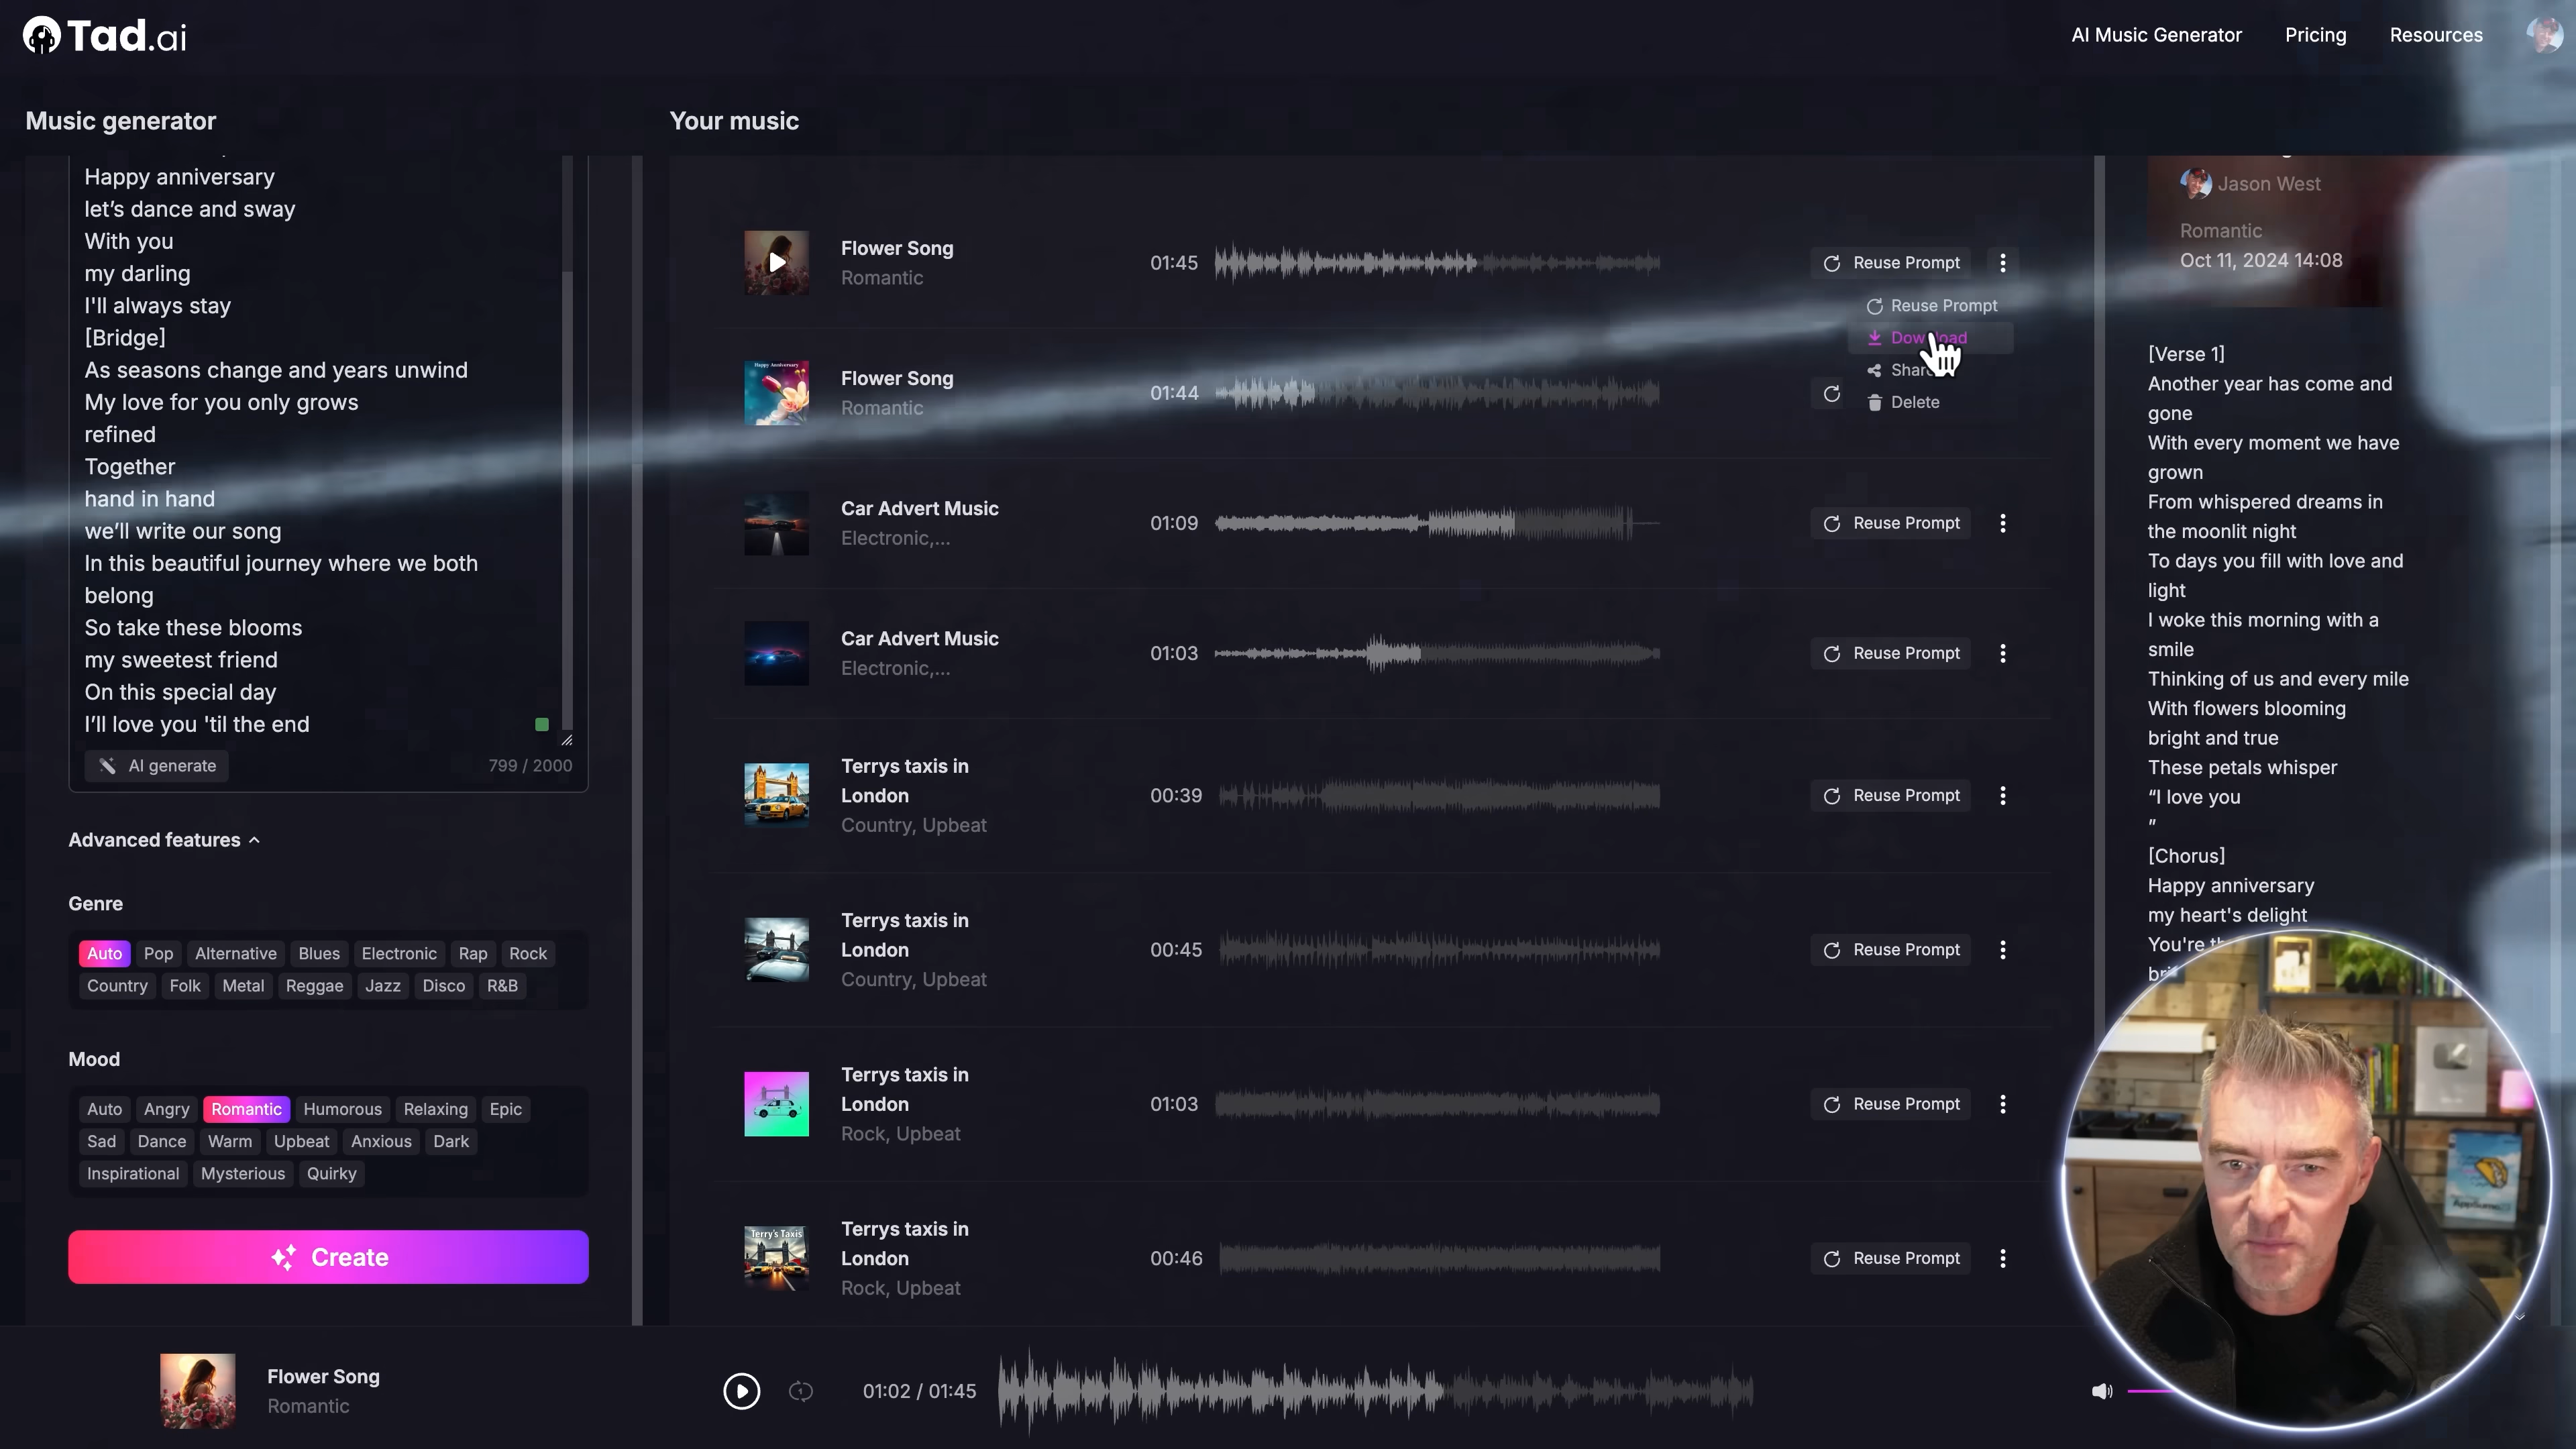 Tad.ai
AI Music Generator
Pricing
Resources
Music generator
Happy anniversary
let’s dance and sway
With you
my darling
I'll always stay
[Bridge]
As seasons change and years unwind
My love for you only grows
refined
Together
hand in hand
we’ll write our song
In this beautiful journey where we both
belong
So take these blooms
my sweetest friend
On this special day
I’ll love you 'til the end
AI generate
799 / 2000
Advanced features
Genre
Auto Pop Alternative Blues Electronic Rap Rock
Country Folk Metal Reggae Jazz Disco R&B
Mood
Auto Angry Romantic Humorous Relaxing Epic
Sad Dance Warm Upbeat Anxious Dark
Inspirational Mysterious Quirky
Create
Your music
Flower Song
Romantic
01:45
Reuse Prompt
Reuse Prompt
Download
Share
Delete
Happy Anniversary
Flower Song
Romantic
01:44
Car Advert Music
Electronic,...
01:09
Reuse Prompt
Car Advert Music
Electronic,...
01:03
Reuse Prompt
Terrys taxis in
London
Country, Upbeat
00:39
Reuse Prompt
Terrys taxis in
London
Country, Upbeat
00:45
Reuse Prompt
Terrys taxis in
London
Rock, Upbeat
01:03
Reuse Prompt
Terry's Taxis
Terrys taxis in
London
Rock, Upbeat
00:46
Reuse Prompt
Jason West
Romantic
Oct 11, 2024 14:08
[Verse 1]
Another year has come and
gone
With every moment we have
grown
From whispered dreams in
the moonlit night
To days you fill with love and
light
I woke this morning with a
smile
Thinking of us and every mile
With flowers blooming
bright and true
These petals whisper
“I love you
”
[Chorus]
Happy anniversary
my heart's delight
You're
AppSumo
Flower Song
Romantic
01:02 / 01:45